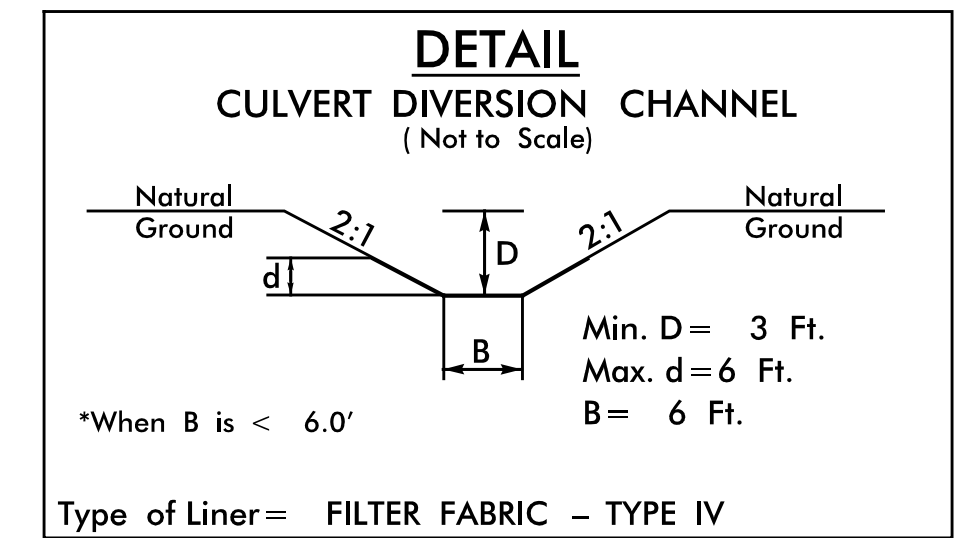 DETAIL
CULVERT DIVERSION CHANNEL
( Not to Scale)
Natural
Ground
2:1
2:1
Natural
Ground
D
d
B
Min. D = 3 Ft.
Max. d = 6 Ft.
B = 6 Ft.
*When B is < 6.0'
Type of Liner = FILTER FABRIC – TYPE IV